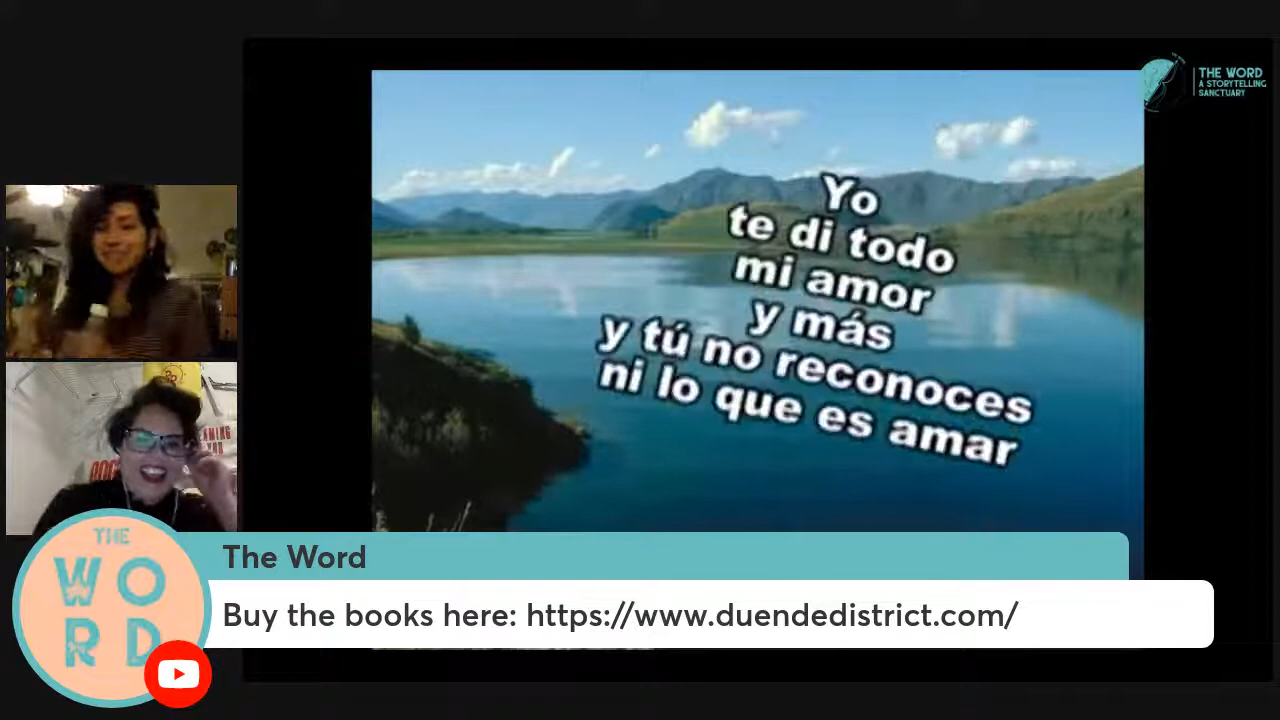 THE WORD
A STORYTELLING
SANCTUARY
Yo
te di todo
mi amor
y más
y tú no reconoces
ni lo que es amar
THE
WO
RD
The Word
Buy the books here: https://www.duendedistrict.com/